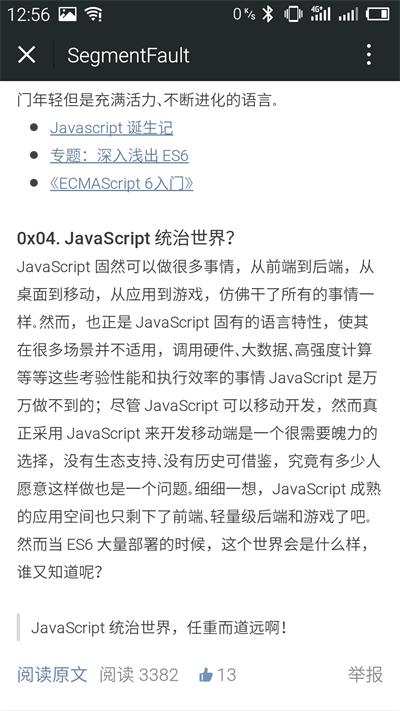 12:56 0 K/s 4G
SegmentFault
门年轻但是充满活力、不断进化的语言。
Javascript 诞生记
专题：深入浅出 ES6
《ECMAScript 6入门》
0x04. JavaScript 统治世界？
JavaScript 固然可以做很多事情，从前端到后端，从
桌面到移动，从应用到游戏，仿佛干了所有的事情一
样。然而，也正是 JavaScript 固有的语言特性，使其
在很多场景并不适用，调用硬件、大数据、高强度计算
等等这些考验性能和执行效率的事情 JavaScript 是万
万做不到的；尽管 JavaScript 可以移动开发，然而真
正采用 JavaScript 来开发移动端是一个很需要魄力的
选择，没有生态支持、没有历史可借鉴，究竟有多少人
愿意这样做也是一个问题。细细一想，JavaScript 成熟
的应用空间也只剩下了前端、轻量级后端和游戏了吧。
然而当 ES6 大量部署的时候，这个世界会是什么样，
谁又知道呢？
JavaScript 统治世界，任重而道远啊！
阅读原文 阅读 3382 13 举报